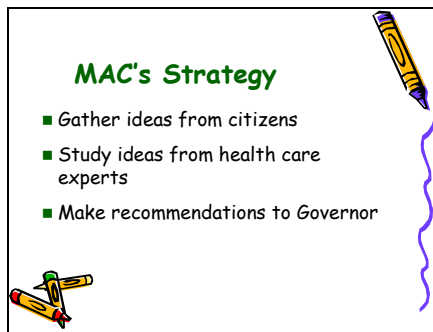 MAC's Strategy
Gather ideas from citizens
Study ideas from health care
experts
Make recommendations to Governor